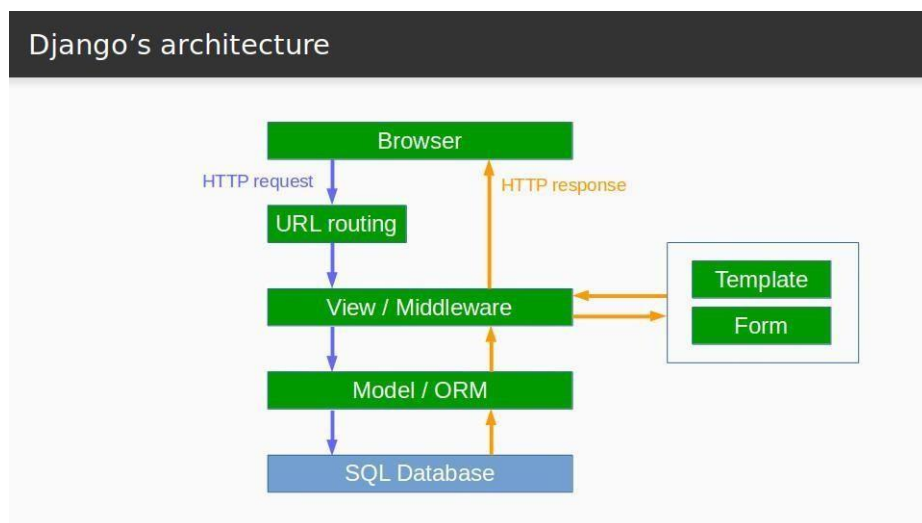 Django’s architecture
Browser
HTTP request
HTTP response
URL routing
View / Middleware
Template
Form
Model / ORM
SQL Database